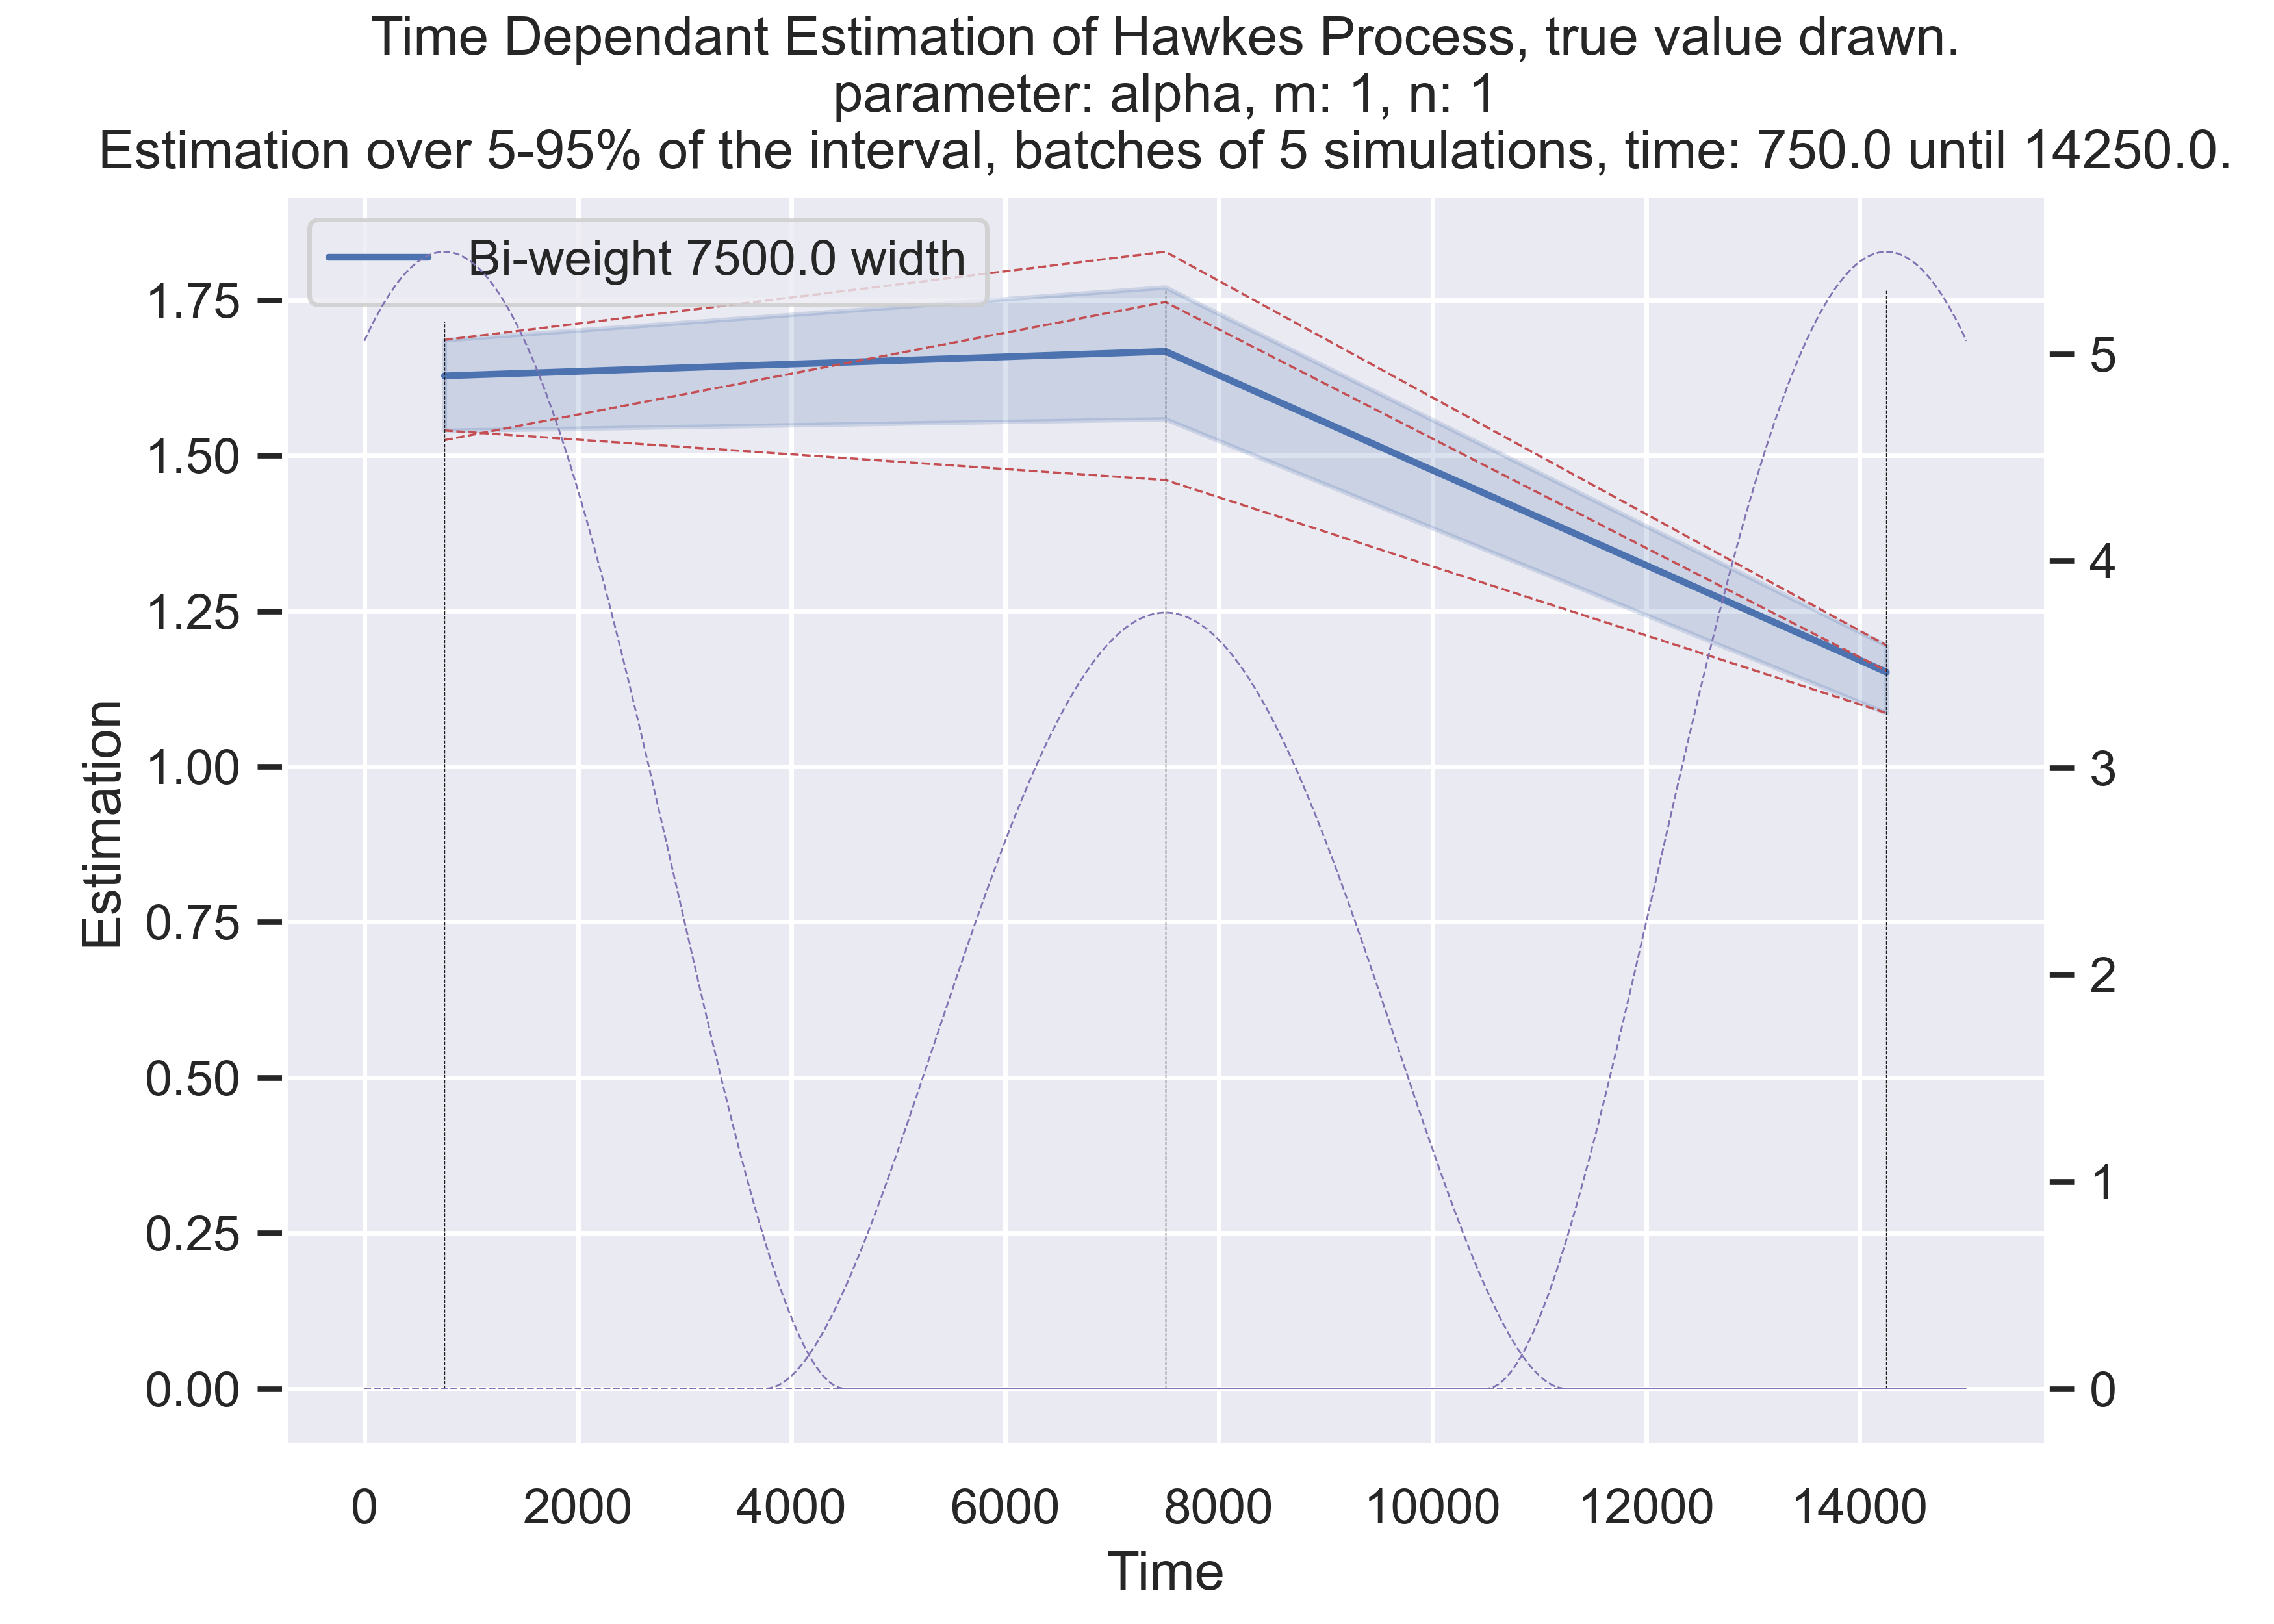 Time Dependant Estimation of Hawkes Process, true value drawn.
parameter: alpha, m: 1, n: 1
Estimation over 5-95% of the interval, batches of 5 simulations, time: 750.0 until 14250.0.
Bi-weight 7500.0 width
1.75
1.50
1.25
1.00
0.75
0.50
0.25
0.00
Estimation
5
4
3
2
1
0
0 2000 4000 6000 8000 10000 12000 14000
Time